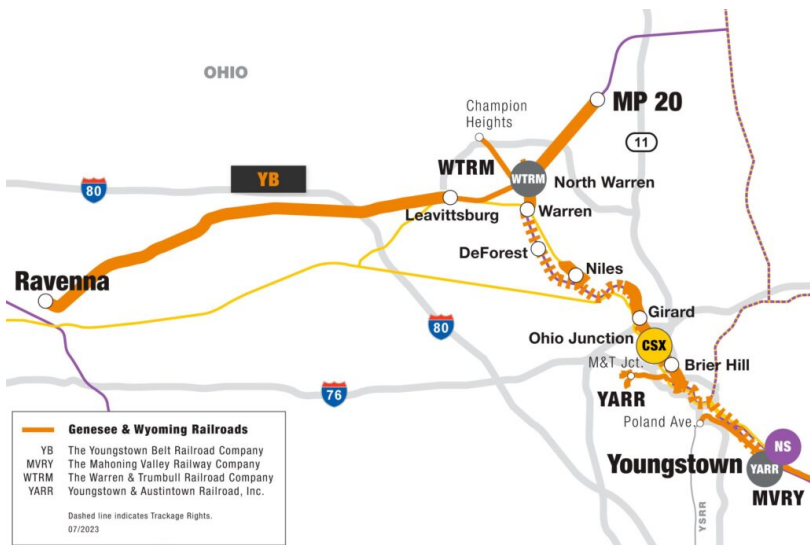 OHIO
MP 20
Champion
Heights
11
WTRM
WTRM
North Warren
YB
80
Leavittsburg
Warren
DeForest
Ravenna
Niles
Girard
80
Ohio Junction
CSX
M&T Jct.
Brier Hill
76
YARR
Poland Ave.
NS
Youngstown
YARR
MVRY
YSRR
Genesee & Wyoming Railroads
YB The Youngstown Belt Railroad Company
MVRY The Mahoning Valley Railway Company
WTRM The Warren & Trumbull Railroad Company
YARR Youngstown & Austintown Railroad, Inc.
Dashed line indicates Trackage Rights.
07/2023